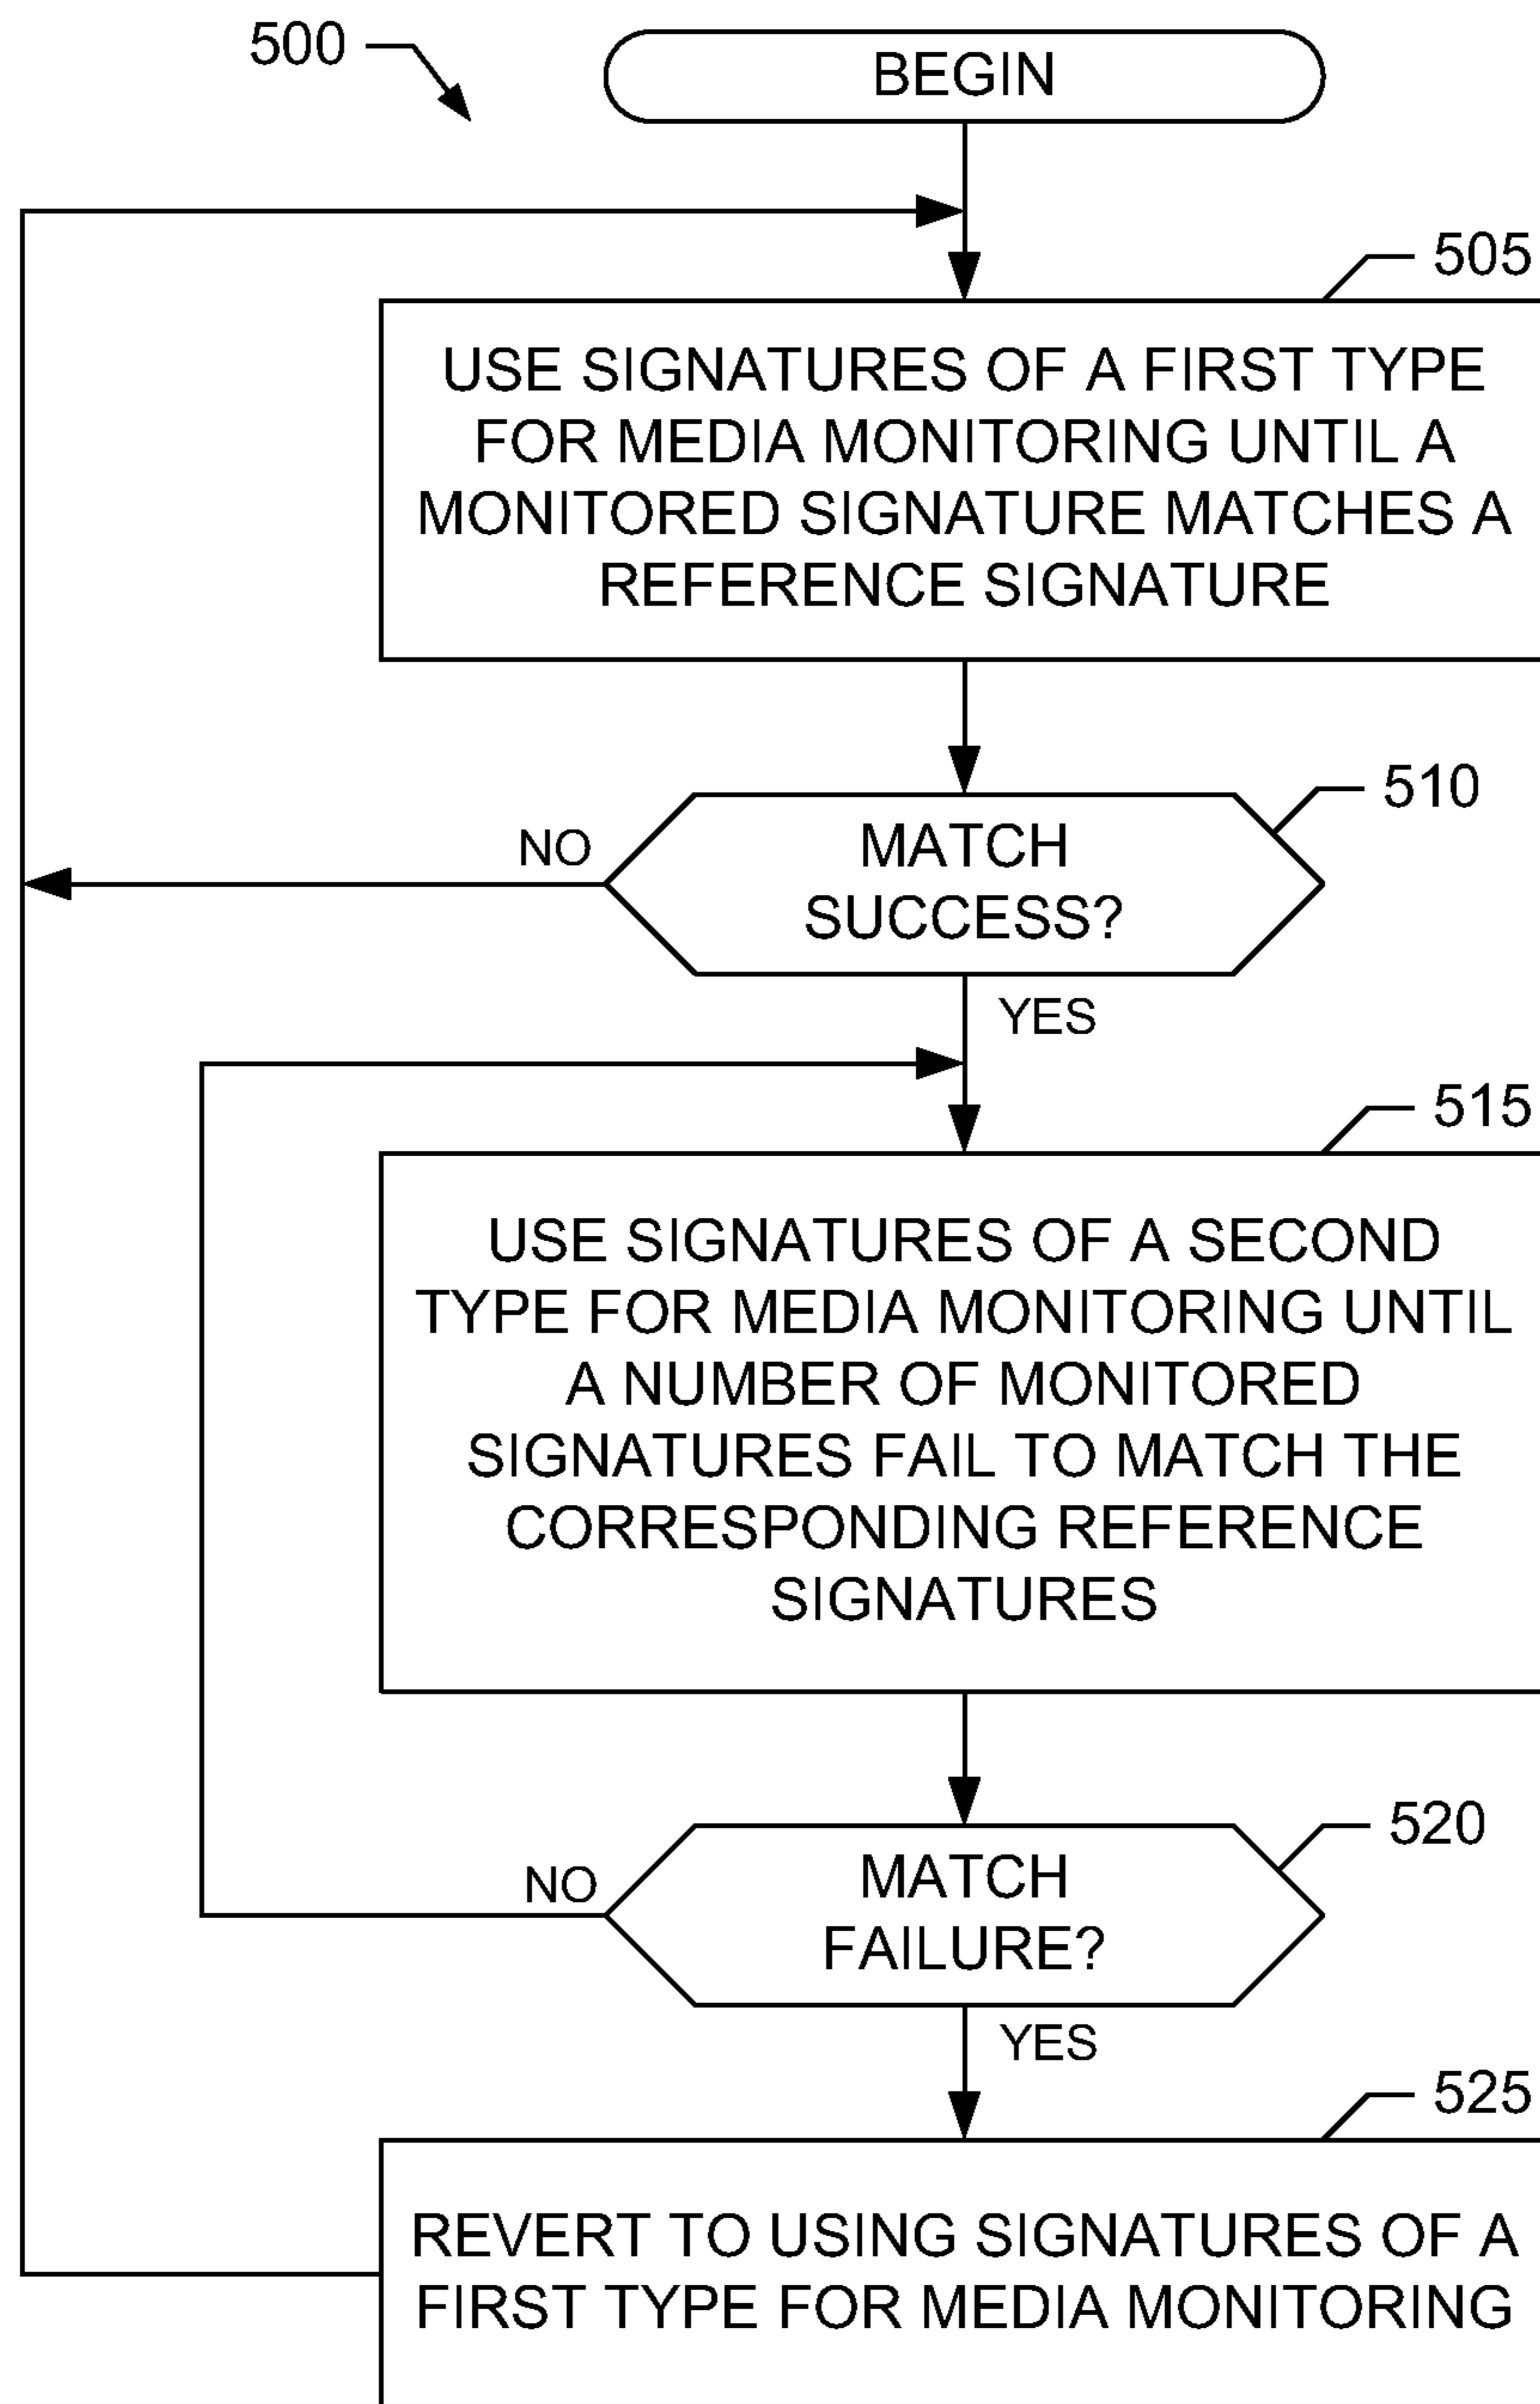 500
BEGIN
505
USE SIGNATURES OF A FIRST TYPE
FOR MEDIA MONITORING UNTIL A
MONITORED SIGNATURE MATCHES A
REFERENCE SIGNATURE
510
NO
MATCH
SUCCESS?
YES
515
USE SIGNATURES OF A SECOND
TYPE FOR MEDIA MONITORING UNTIL
A NUMBER OF MONITORED
SIGNATURES FAIL TO MATCH THE
CORRESPONDING REFERENCE
SIGNATURES
520
NO
MATCH
FAILURE?
YES
525
REVERT TO USING SIGNATURES OF A
FIRST TYPE FOR MEDIA MONITORING